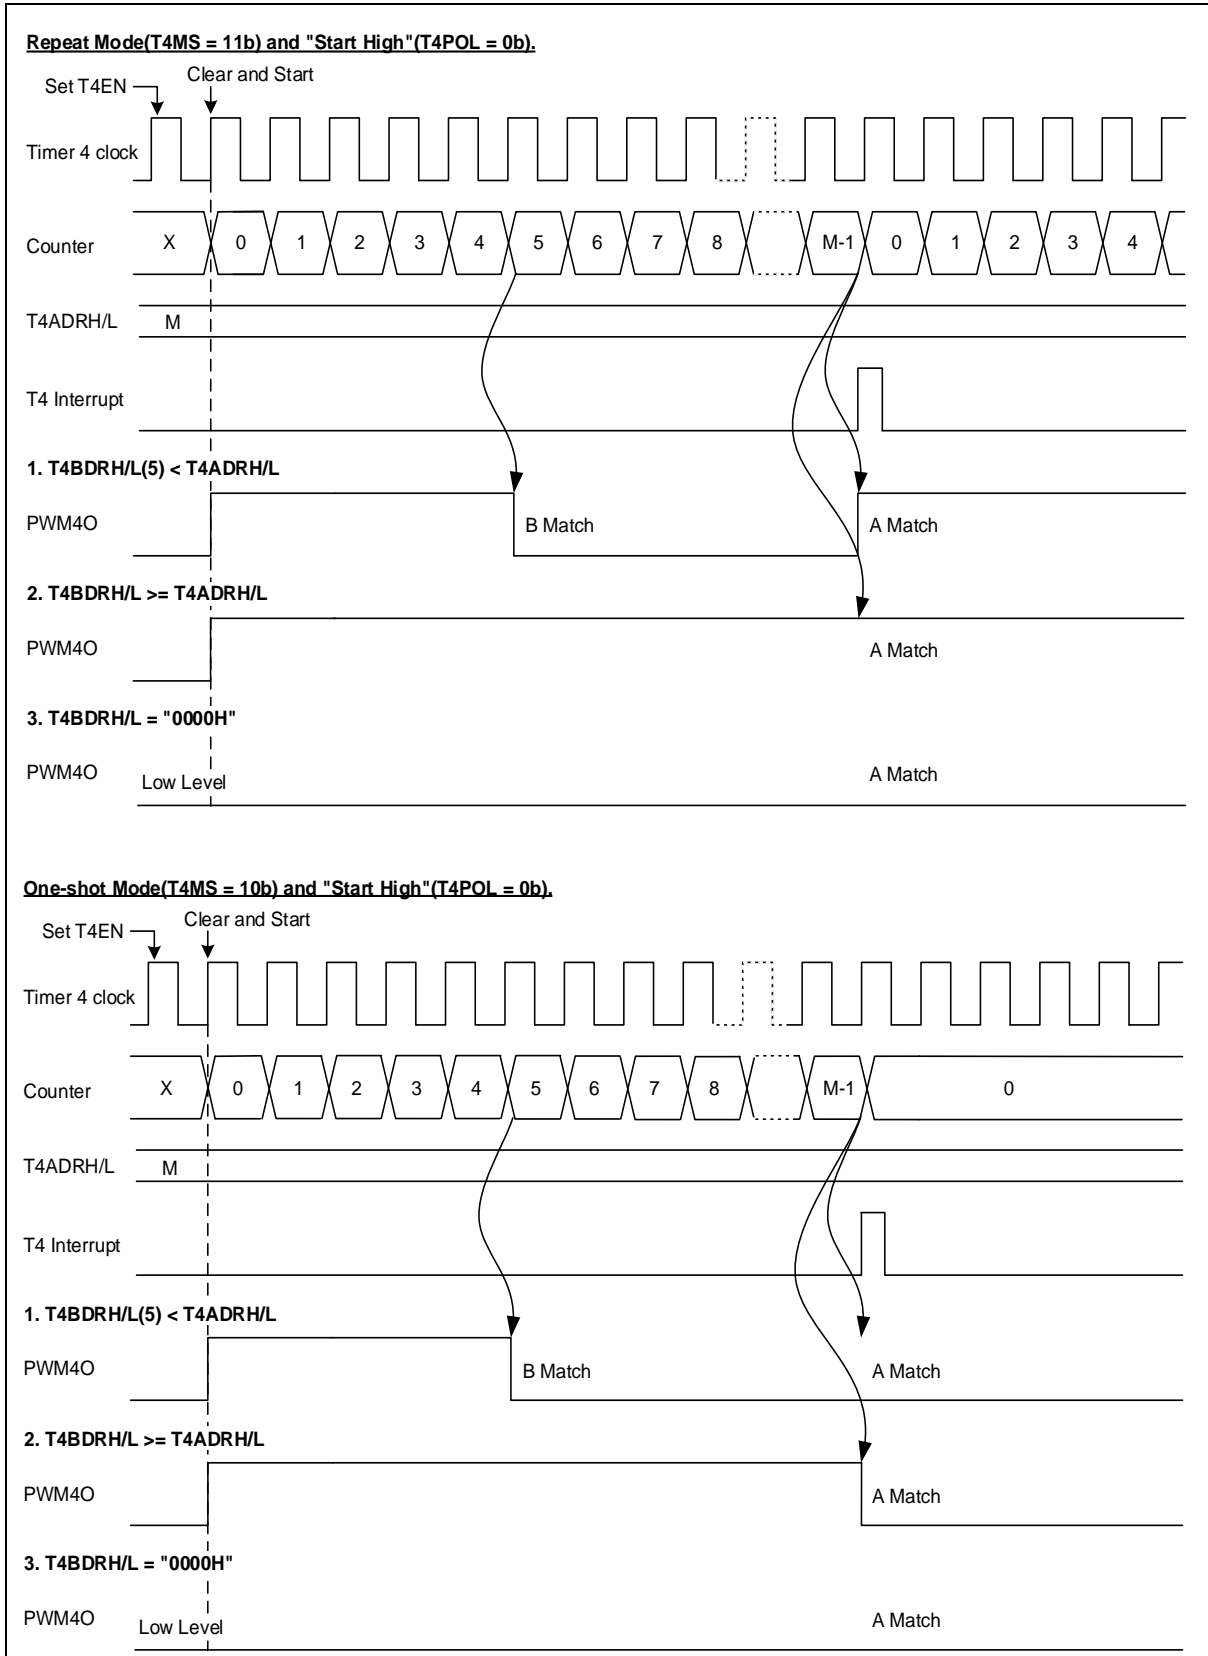 Repeat Mode(T4MS = 11b) and "Start High"(T4POL = 0b).
Set T4EN
Clear and Start
Timer 4 clock
Counter X 0 1 2 3 4 5 6 7 8 M-1 0 1 2 3 4
T4ADRH/L M
T4 Interrupt
1. T4BDRH/L(5) < T4ADRH/L
PWM4O B Match A Match
2. T4BDRH/L >= T4ADRH/L
PWM4O A Match
3. T4BDRH/L = "0000H"
PWM4O Low Level A Match
One-shot Mode(T4MS = 10b) and "Start High"(T4POL = 0b).
Set T4EN
Clear and Start
Timer 4 clock
Counter X 0 1 2 3 4 5 6 7 8 M-1 0
T4ADRH/L M
T4 Interrupt
1. T4BDRH/L(5) < T4ADRH/L
PWM4O B Match A Match
2. T4BDRH/L >= T4ADRH/L
PWM4O A Match
3. T4BDRH/L = "0000H"
PWM4O Low Level A Match